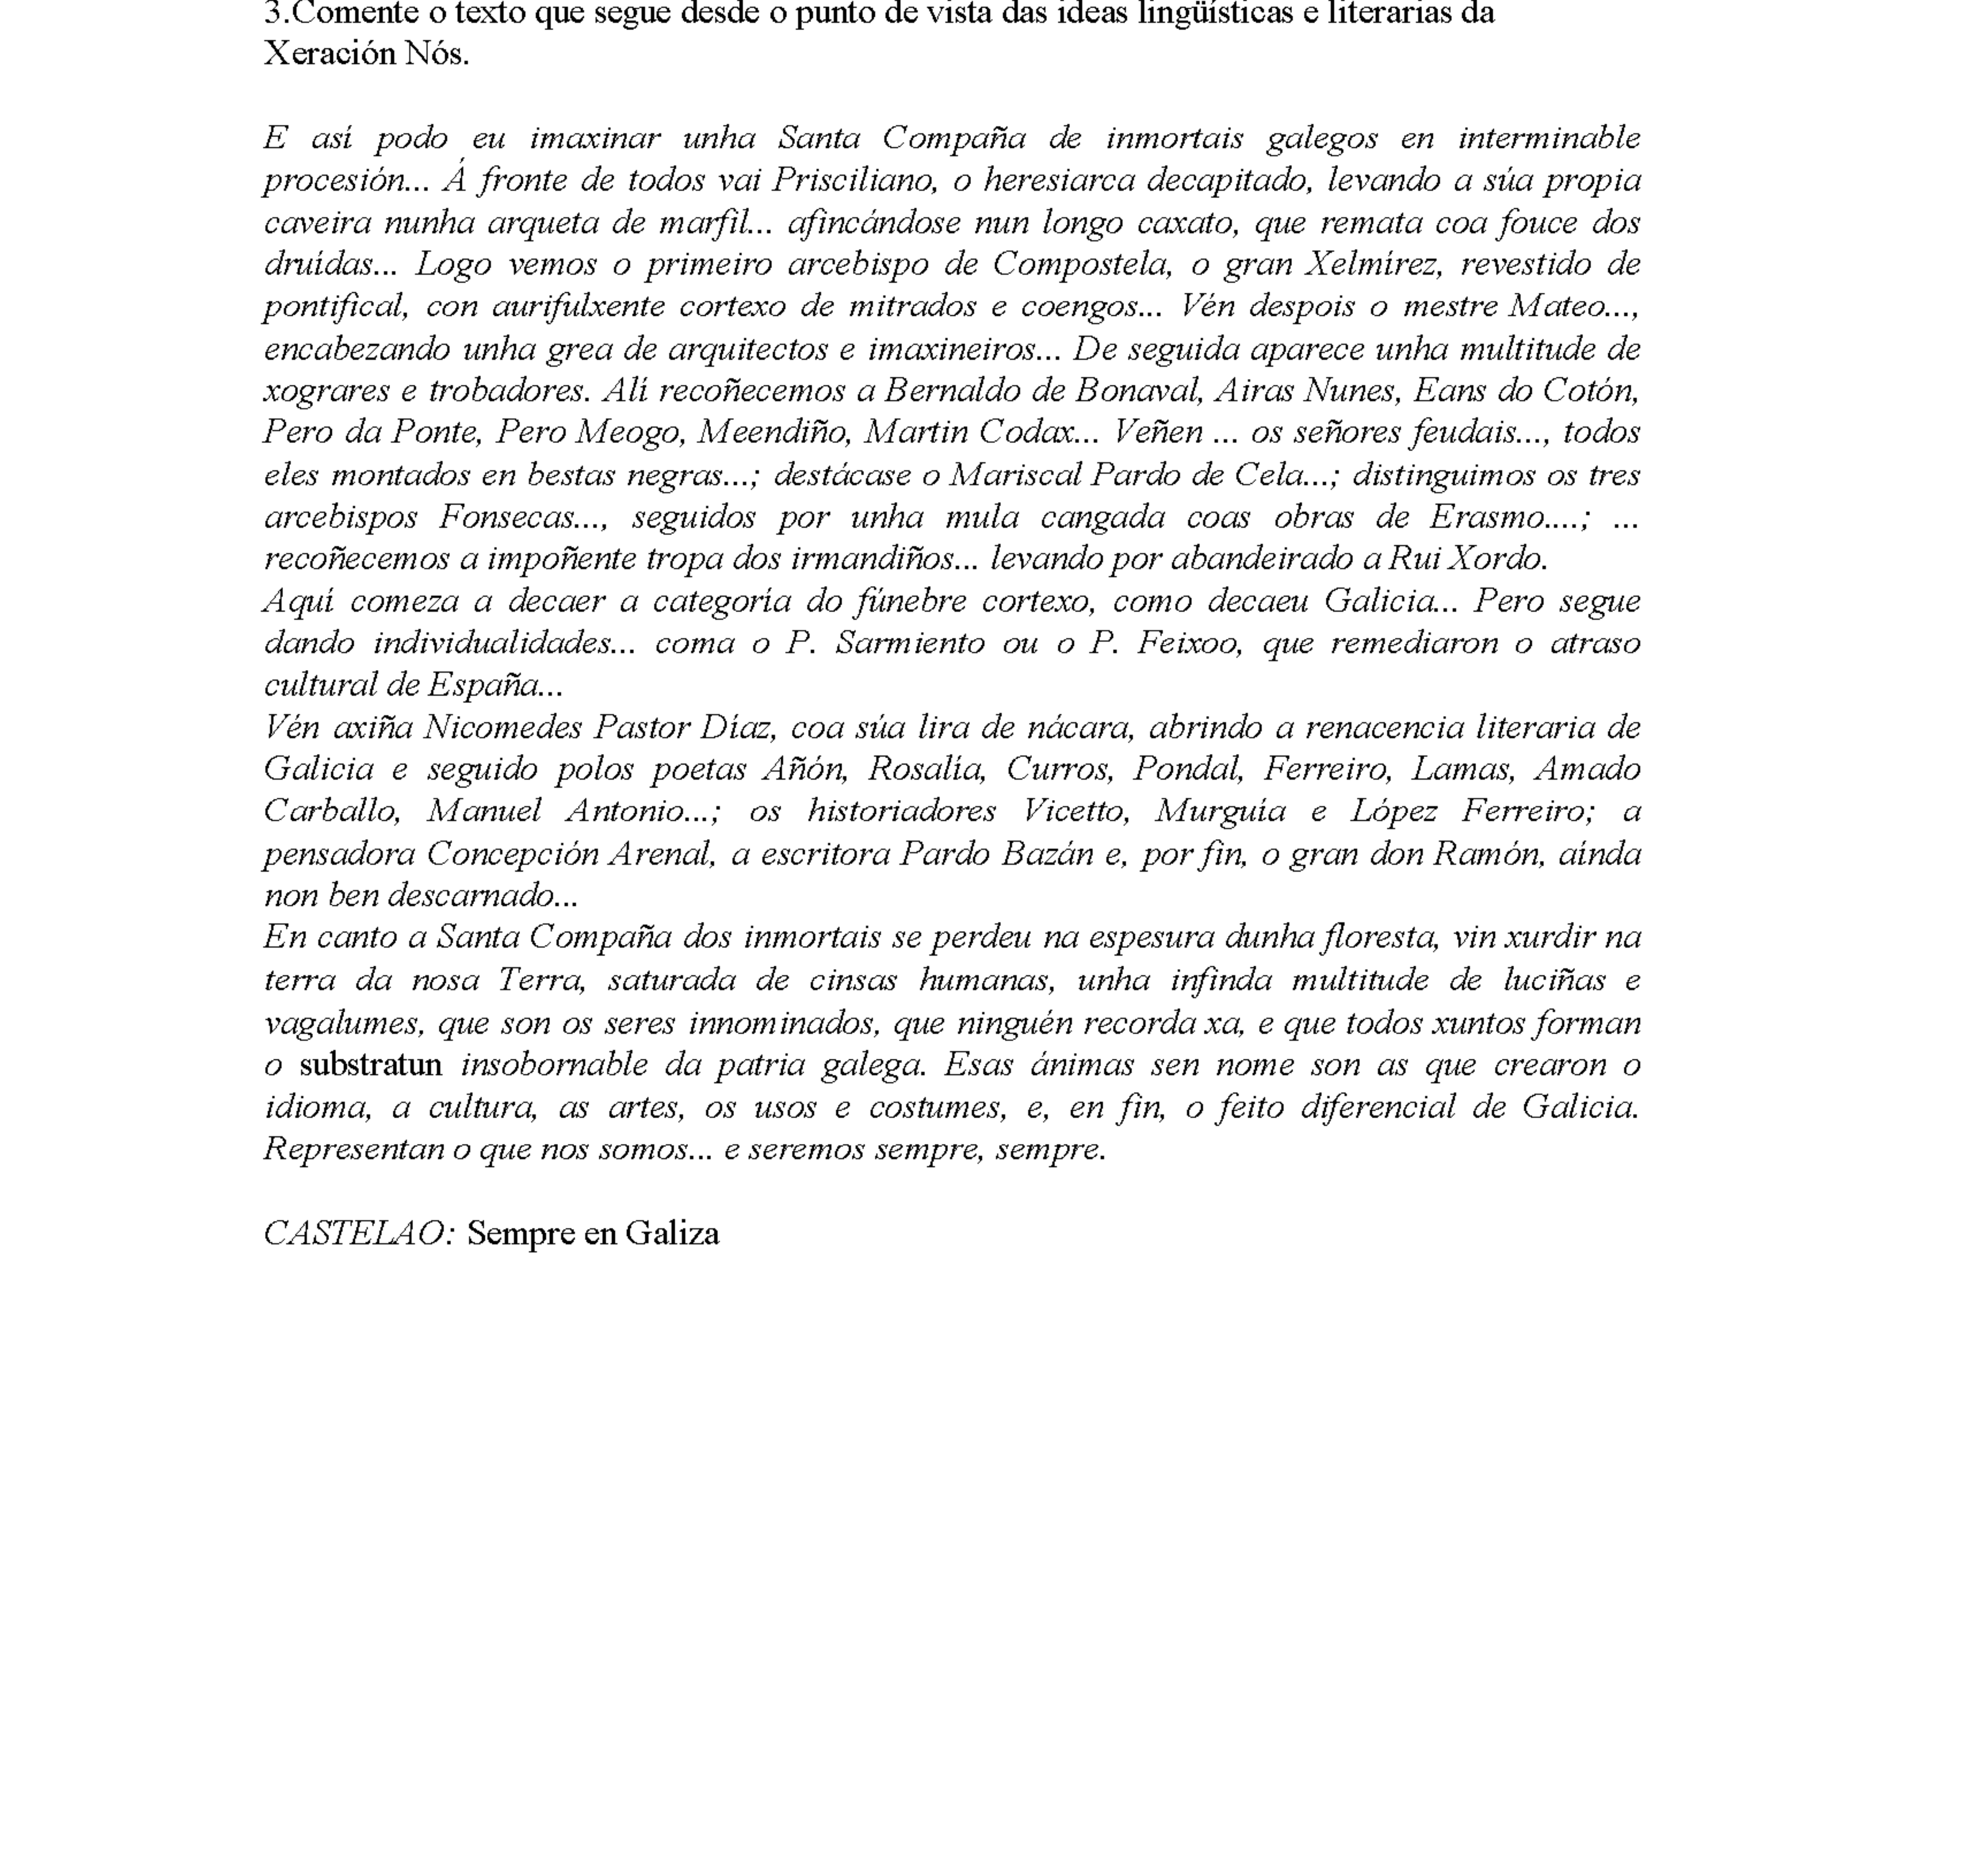 3.Comente o texto que segue desde o punto de vista das ideas lingüísticas e literarias da
Xeración Nós.
E así podo eu imaxinar unha Santa Compaña de inmortais galegos en interminable
procesión... Á fronte de todos vai Prisciliano, o heresiarca decapitado, levando a súa propia
caveira nunha arqueta de marfil... afincándose nun longo caxato, que remata coa fouce dos
druídas... Logo vemos o primeiro arcebispo de Compostela, o gran Xelmírez, revestido de
pontifical, con aurifulxente cortexo de mitrados e coengos... Vén despois o mestre Mateo...,
encabezando unha grea de arquitectos e imaxineiros... De seguida aparece unha multitude de
xograres e trobadores. Alí recoñecemos a Bernaldo de Bonaval, Airas Nunes, Eans do Cotón,
Pero da Ponte, Pero Meogo, Meendiño, Martin Codax... Veñen ... os señores feudais..., todos
eles montados en bestas negras...; destácase o Mariscal Pardo de Cela...; distinguimos os tres
arcebispos Fonsecas..., seguidos por unha mula cangada coas obras de Erasmo....; ...
recoñecemos a impoñente tropa dos irmandiños... levando por abandeirado a Rui Xordo.
Aquí comeza a decaer a categoría do fúnebre cortexo, como decaeu Galicia... Pero segue
dando individualidades... coma o P. Sarmiento ou o P. Feixoo, que remediaron o atraso
cultural de España...
Vén axiña Nicomedes Pastor Díaz, coa súa lira de nácara, abrindo a renacencia literaria de
Galicia e seguido polos poetas Añón, Rosalía, Curros, Pondal, Ferreiro, Lamas, Amado
Carballo, Manuel Antonio...; os historiadores Vicetto, Murguía e López Ferreiro; a
pensadora Concepción Arenal, a escritora Pardo Bazán e, por fin, o gran don Ramón, aínda
non ben descarnado...
En canto a Santa Compaña dos inmortais se perdeu na espesura dunha floresta, vin xurdir na
terra da nosa Terra, saturada de cinsas humanas, unha infinda multitude de luciñas e
vagalumes, que son os seres innominados, que ninguén recorda xa, e que todos xuntos forman
o substratun insobornable da patria galega. Esas ánimas sen nome son as que crearon o
idioma, a cultura, as artes, os usos e costumes, e, en fin, o feito diferencial de Galicia.
Representan o que nos somos... e seremos sempre, sempre.
CASTELAO: Sempre en Galiza